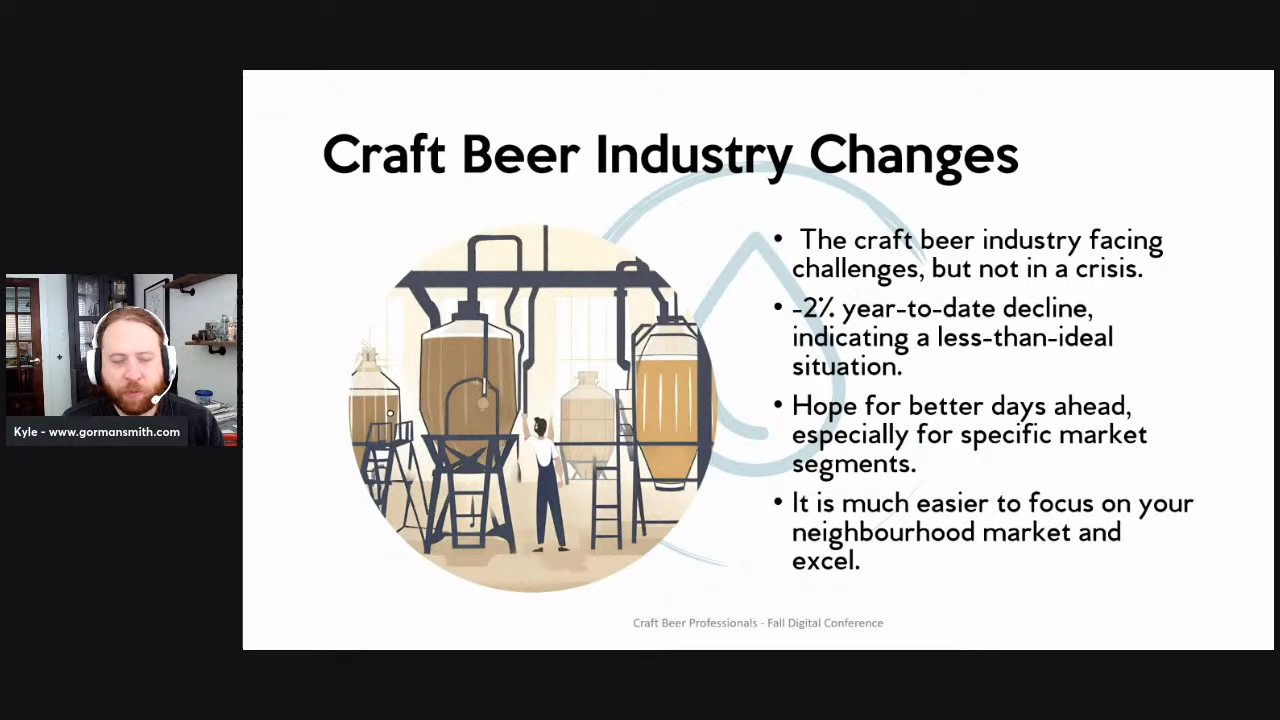 Craft Beer Industry Changes
• The craft beer industry facing
challenges, but not in a crisis.
• -2% year-to-date decline,
indicating a less-than-ideal
situation.
• Hope for better days ahead,
especially for specific market
segments.
• It is much easier to focus on your
neighbourhood market and
excel.
Craft Beer Professionals - Fall Digital Conference
Kyle - www.gormansmith.com